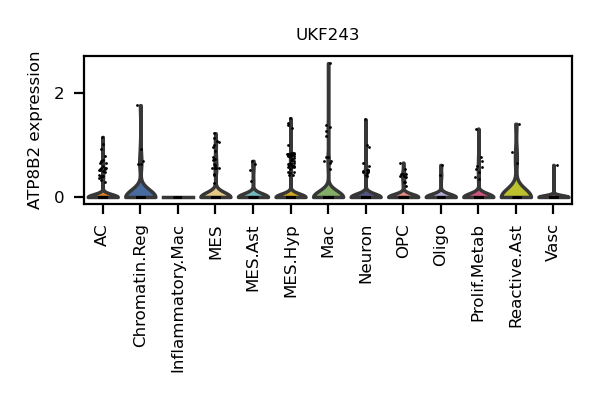 UKF243
ATP8B2 expression
2
0
AC
Chromatin.Reg
Inflammatory.Mac
MES
MES.Ast
MES.Hyp
Mac
Neuron
OPC
Oligo
Prolif.Metab
Reactive.Ast
Vasc